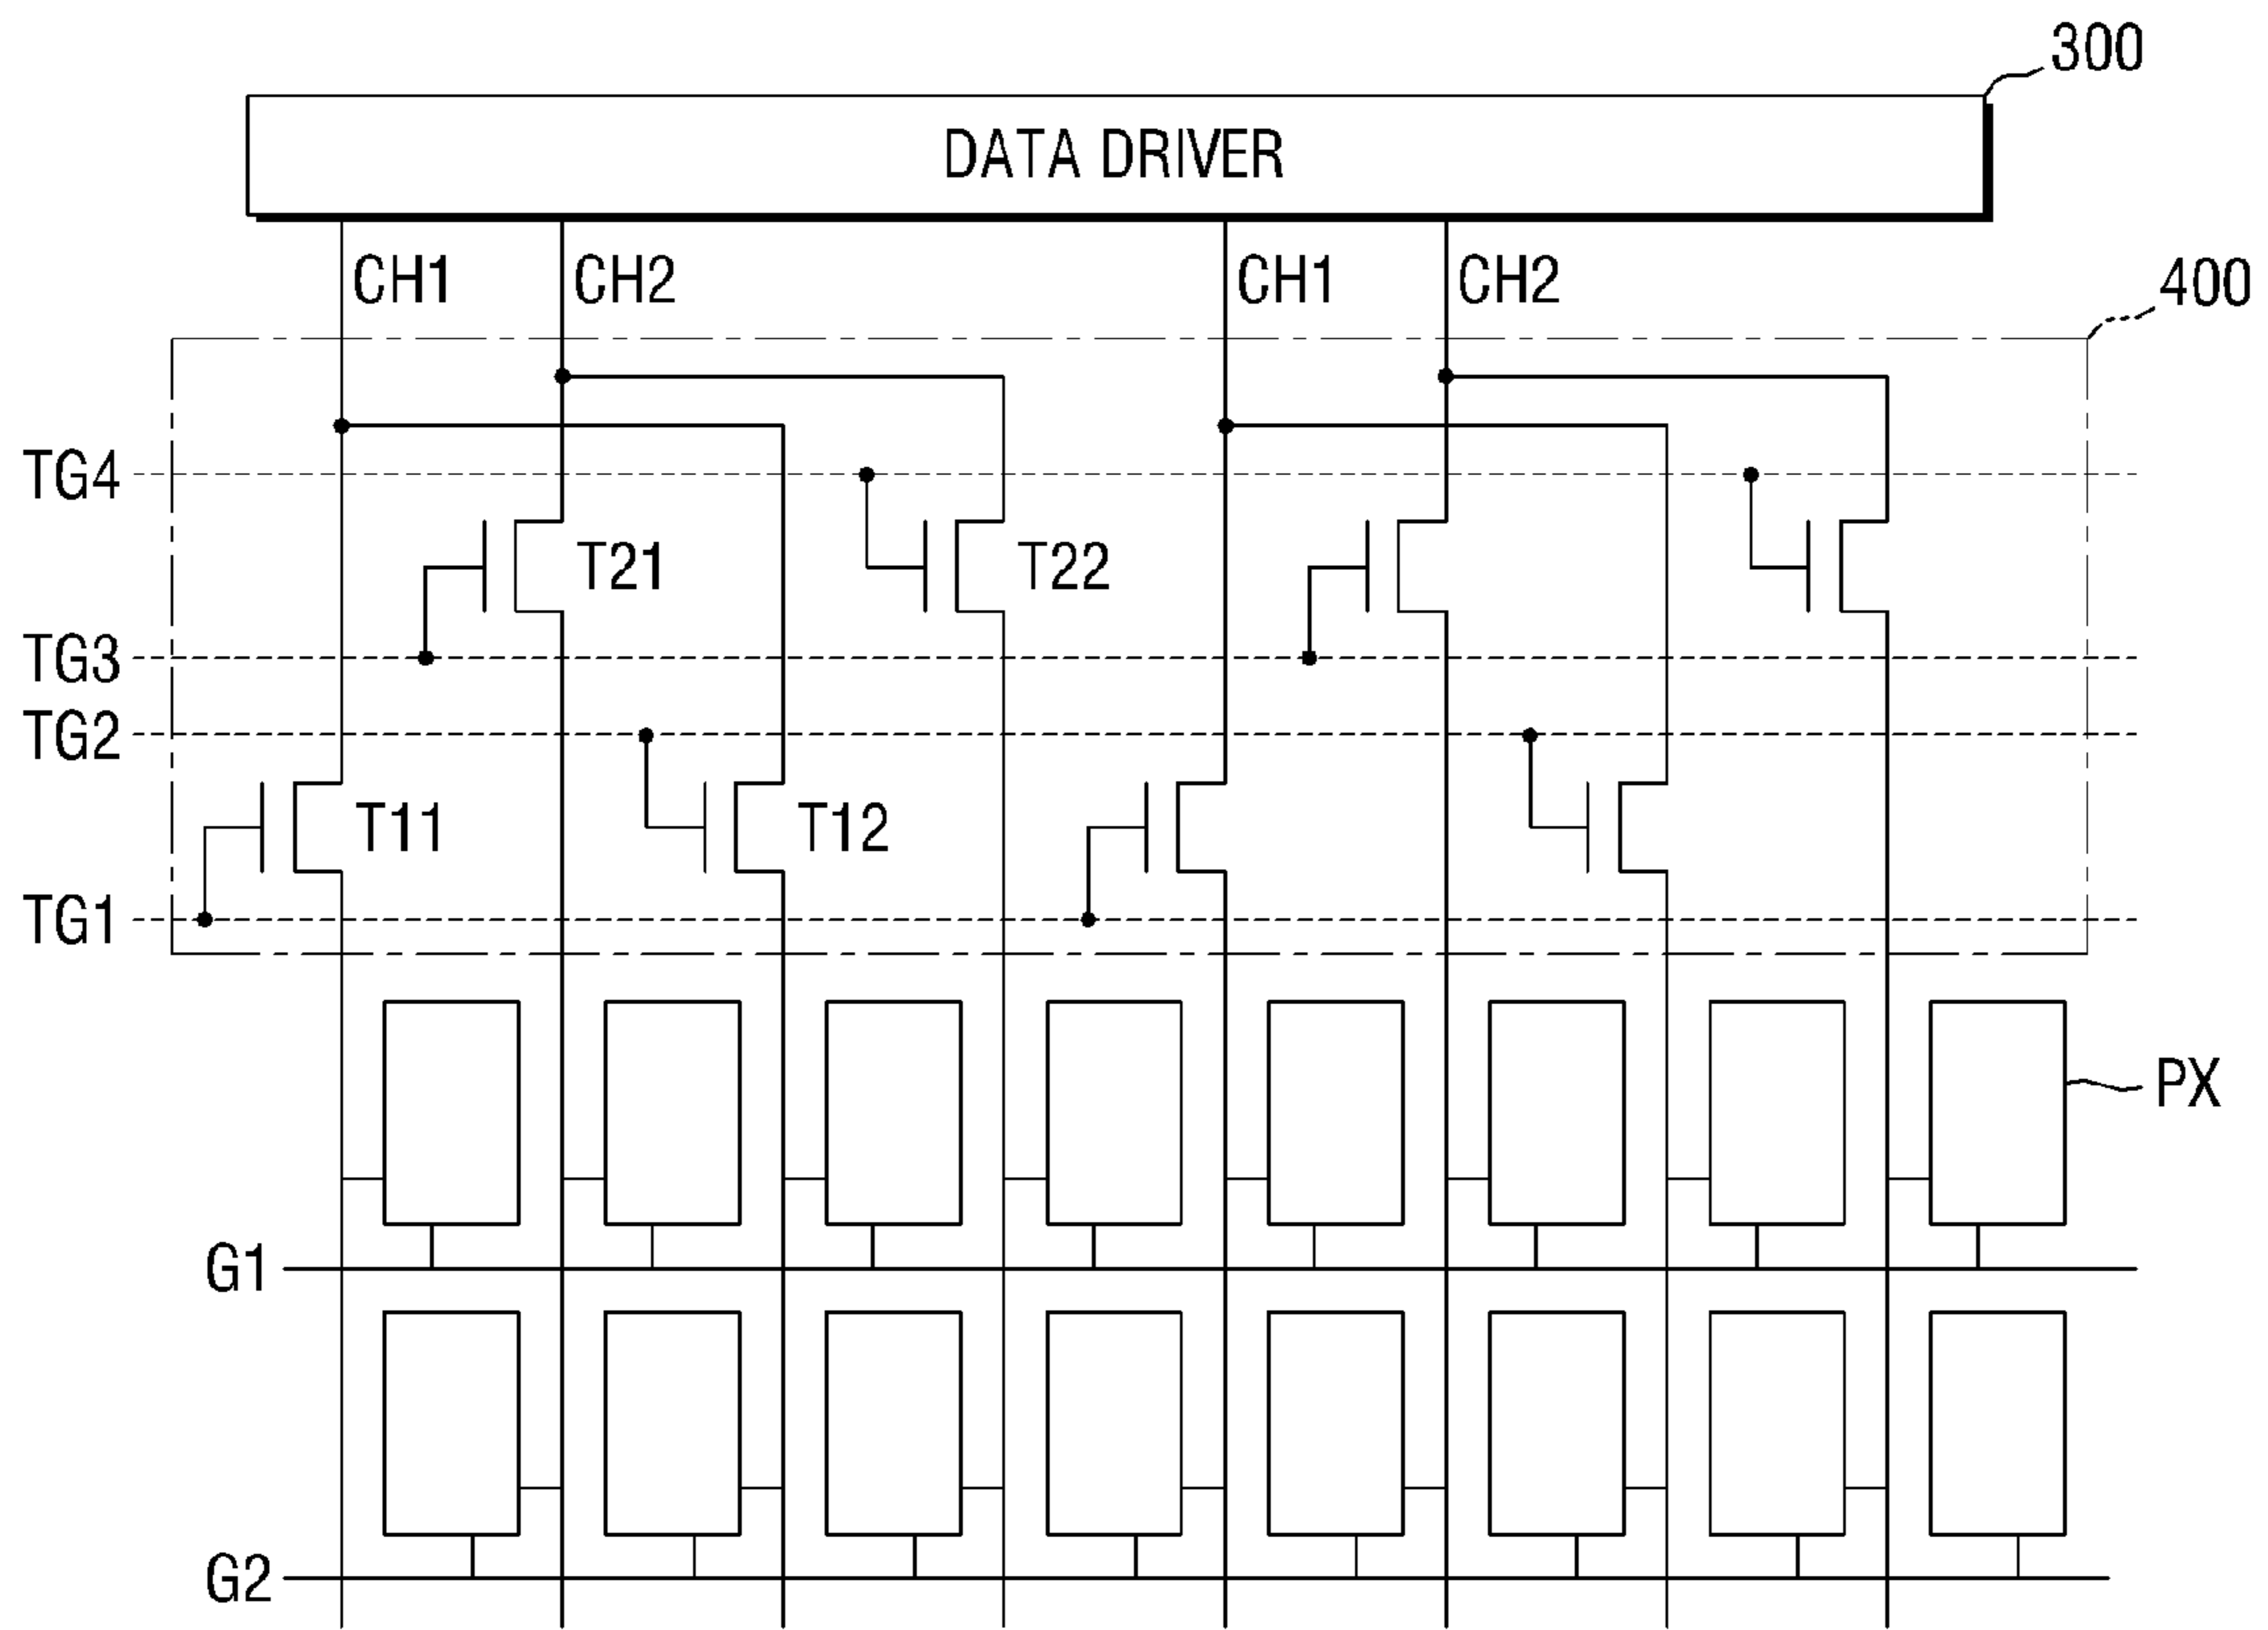 300
DATA DRIVER
CH1 CH2 CH1 CH2
400
TG4
T21 T22
TG3
TG2
T11 T12
TG1
PX
G1
G2